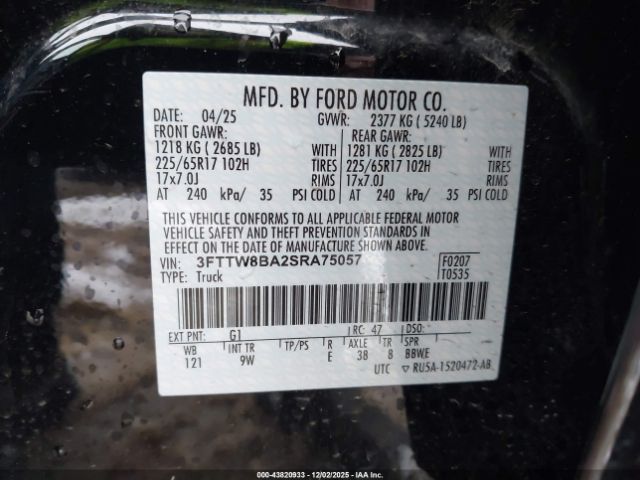 MFD. BY FORD MOTOR CO.
DATE: 04/25 GVWR: 2377 KG ( 5240 LB)
FRONT GAWR: REAR GAWR:
1218 KG ( 2685 LB) WITH 1281 KG ( 2825 LB) WITH
225/65R17 102H TIRES 225/65R17 102H TIRES
17x7.0J RIMS 17x7.0J RIMS
AT 240 kPa/ 35 PSI COLD AT 240 kPa/ 35 PSI COLD
THIS VEHICLE CONFORMS TO ALL APPLICABLE FEDERAL MOTOR
VEHICLE SAFETY AND THEFT PREVENTION STANDARDS IN
EFFECT ON THE DATE OF MANUFACTURE SHOWN ABOVE.
VIN: 3FTTW8BA2SRA75057 F0207
TYPE: Truck T0535
EXT PNT: G1 RC: 47 DSO:
WB INT TR TP/PS R AXLE TR SPR
121 9W E 38 8 BBWE
UTC ▽ RU5A-1520472-AB
000-43820933 - 12/02/2025 - IAA Inc.